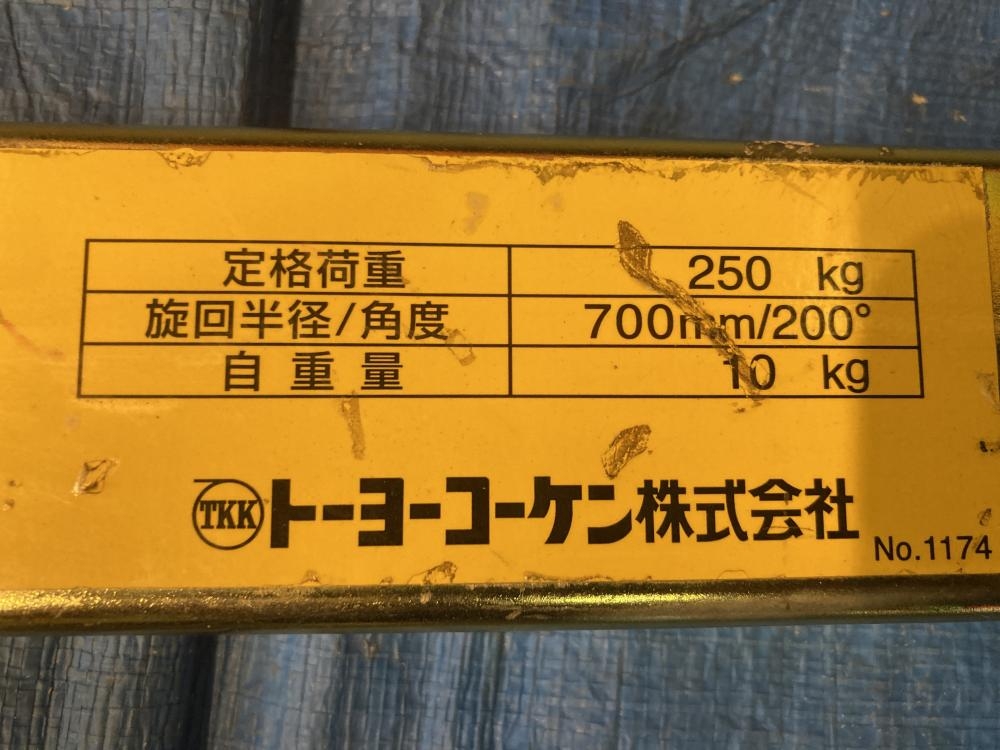 定格荷重 250 kg
旋回半径/角度 700mm/200°
自重量 10 kg
TKK トーヨーコーケン株式会社
No.1174